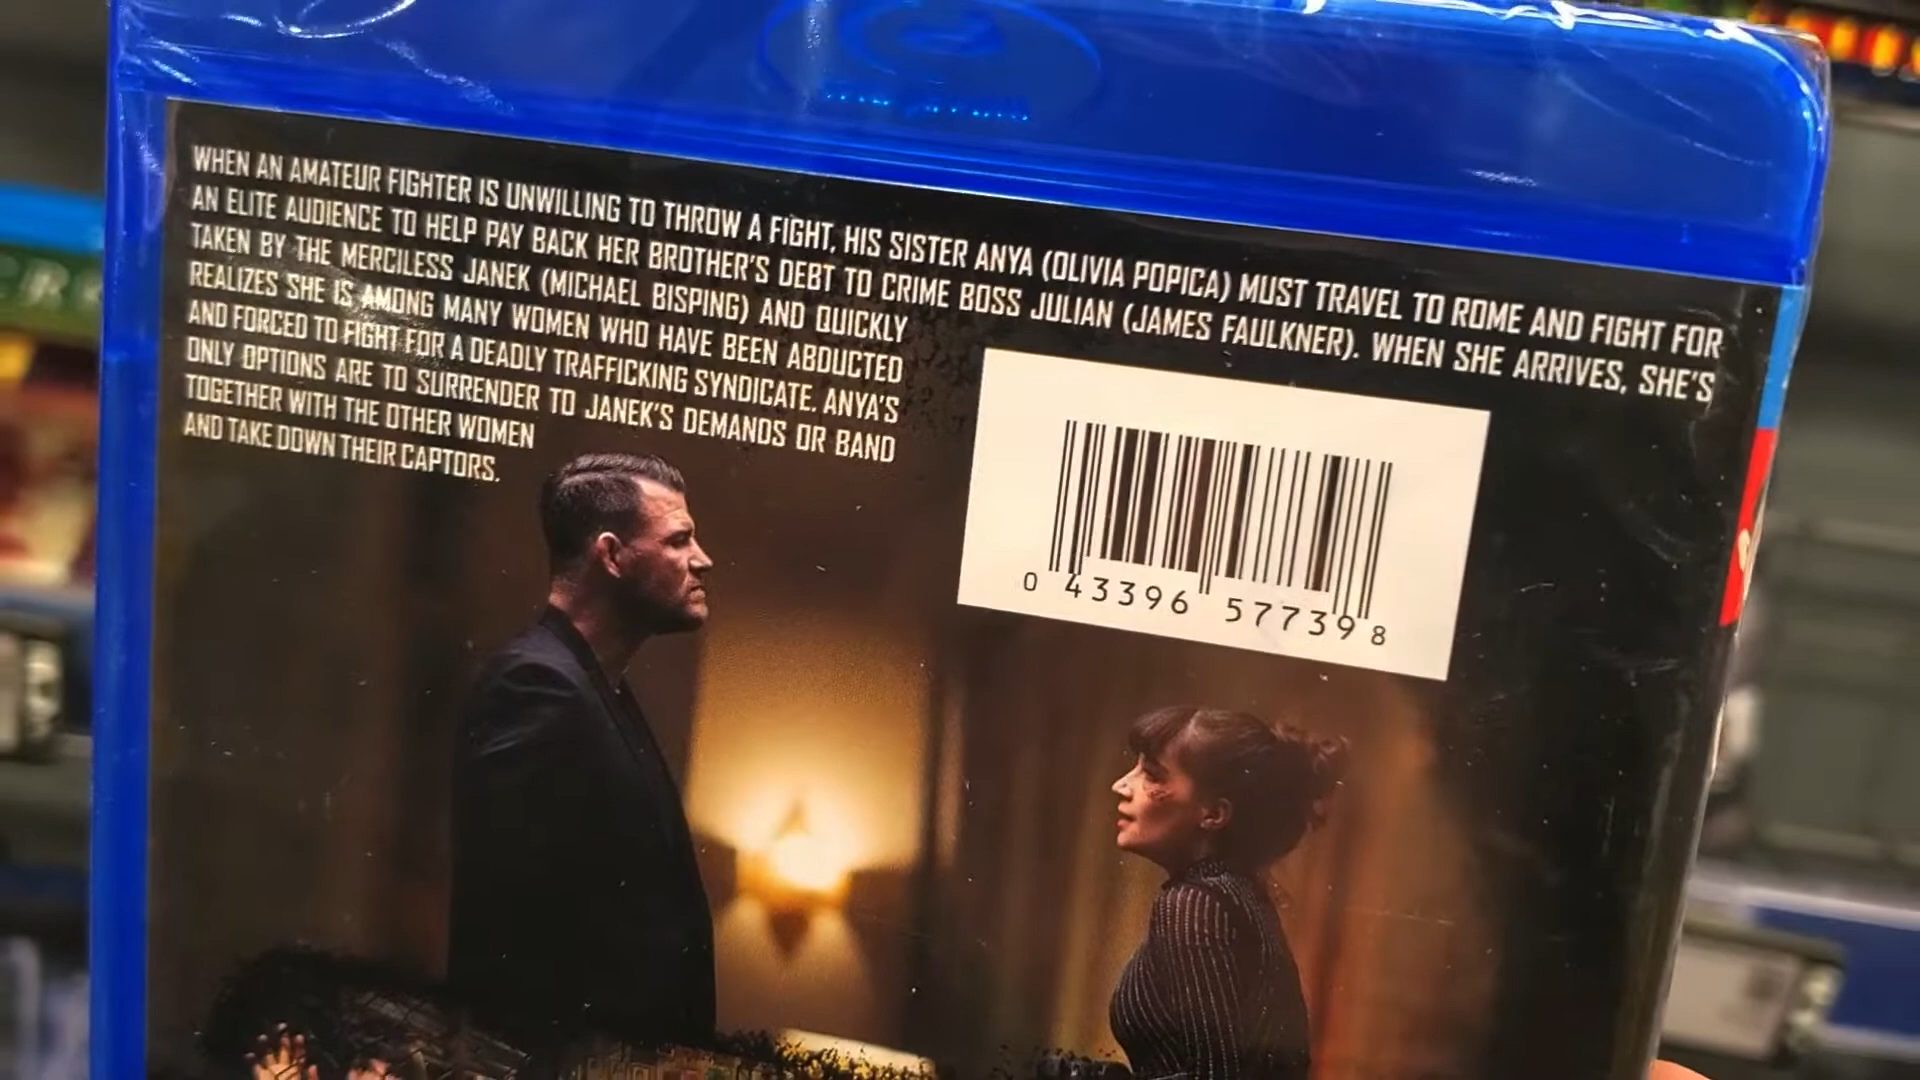 WHEN AN AMATEUR FIGHTER IS UNWILLING TO THROW A FIGHT, HIS SISTER ANYA (OLIVIA POPICA) MUST TRAVEL TO ROME AND FIGHT FOR
AN ELITE AUDIENCE TO HELP PAY BACK HER BROTHER'S DEBT TO CRIME BOSS JULIAN (JAMES FAULKNER). WHEN SHE ARRIVES, SHE'S
TAKEN BY THE MERCILESS JANEK (MICHAEL BISPING) AND QUICKLY
REALIZES SHE IS AMONG MANY WOMEN WHO HAVE BEEN ABDUCTED
AND FORCED TO FIGHT FOR A DEADLY TRAFFICKING SYNDICATE. ANYA'S
ONLY OPTIONS ARE TO SURRENDER TO JANEK'S DEMANDS OR BAND
TOGETHER WITH THE OTHER WOMEN
AND TAKE DOWN THEIR CAPTORS.
0 43396 57739 8